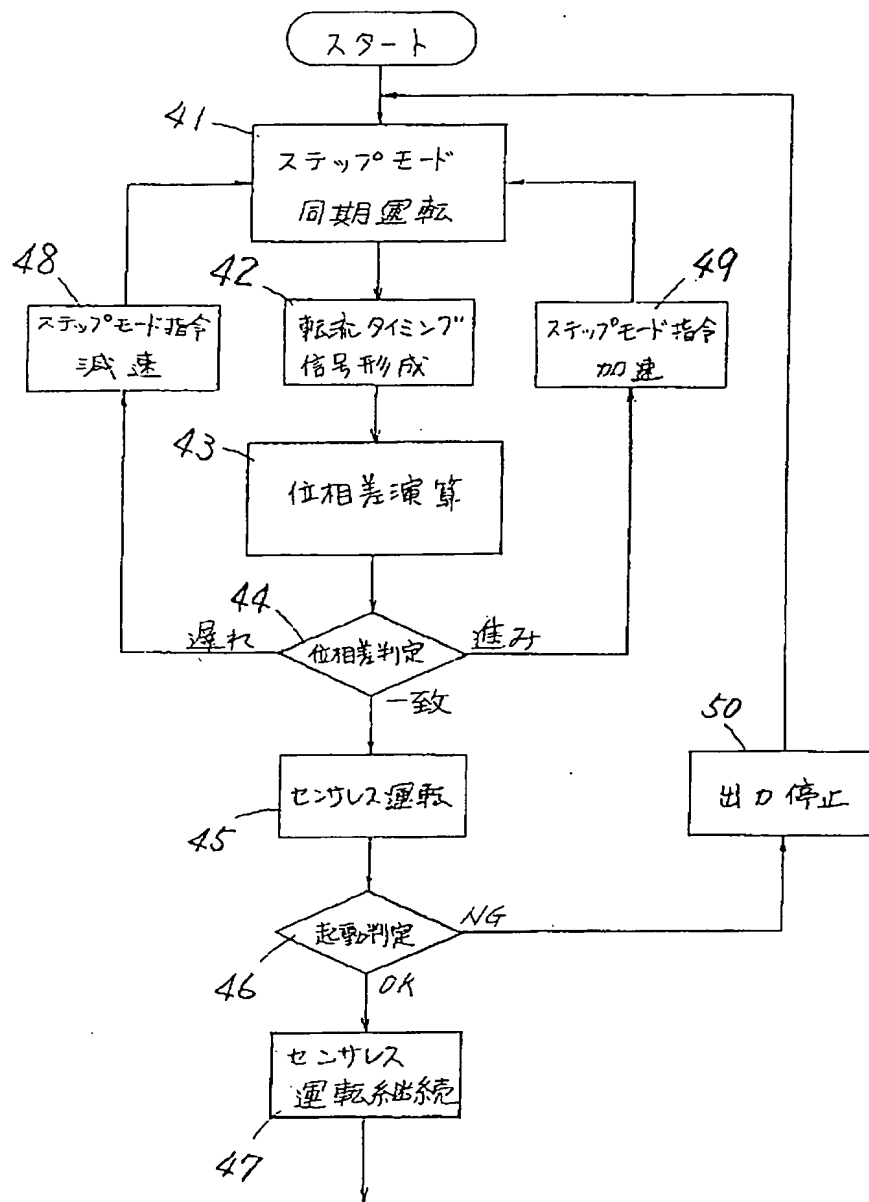 スタート
41
ステップモード
同期運転
48
ステップモード指令
減速
42
転流タイミング
信号形成
49
ステップモード指令
加速
43
位相差演算
44
遅れ
位相差判定
進み
一致
50
出力停止
センサレス運転
45
起動判定
NG
46
OK
センサレス
運転継続
47